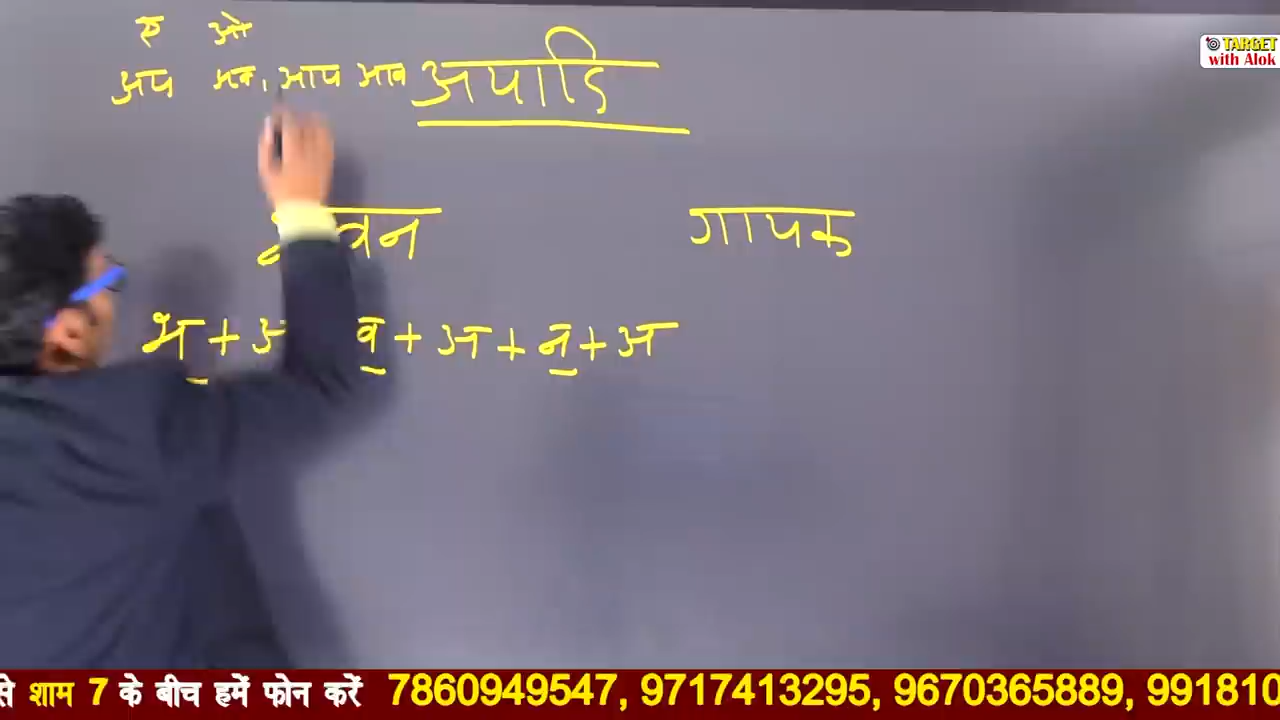 ए ओ
अय अव, आय आव अयादि
वन गायक
भ + अ व + अ + न + अ
TARGET
with Alok
से शाम 7 के बीच हमें फोन करें 7860949547, 9717413295, 9670365889, 991810